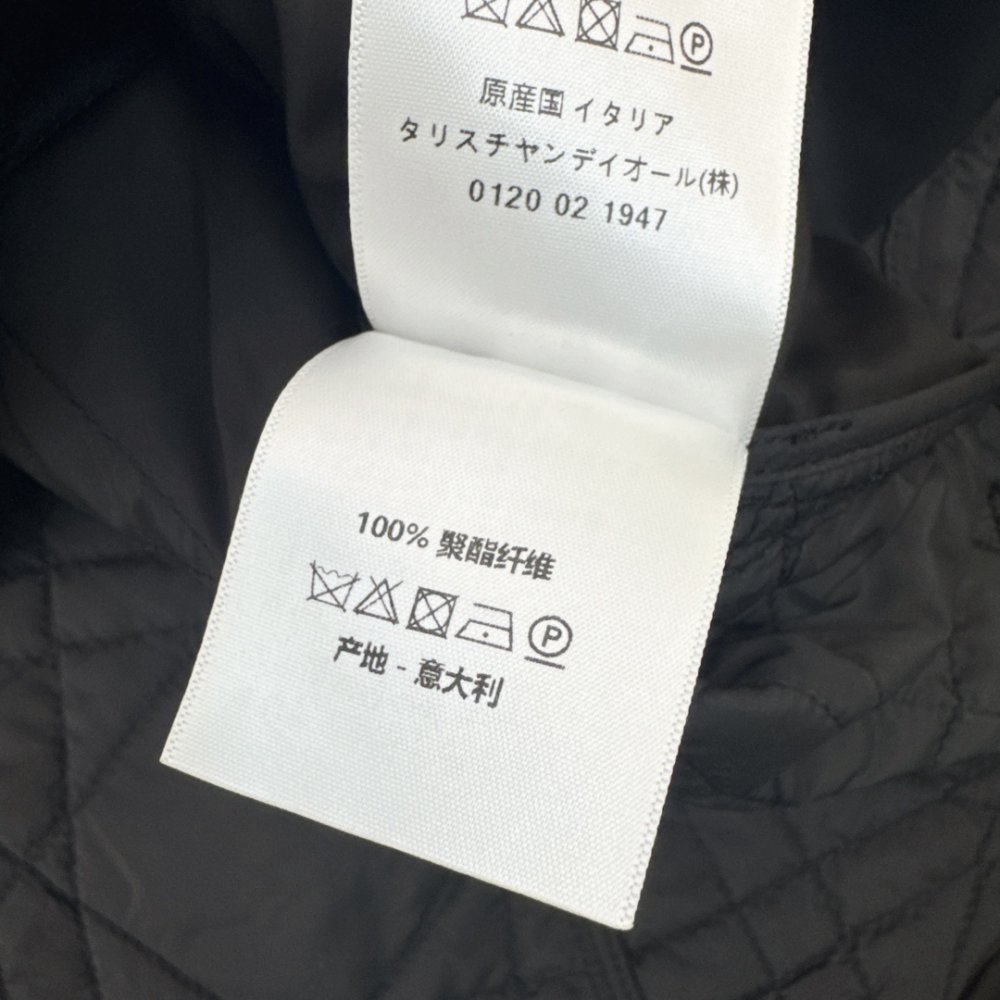 原産国 イタリア
タリスチャンディオール(株)
0120 02 1947
100% 聚酯纤维
产地 - 意大利